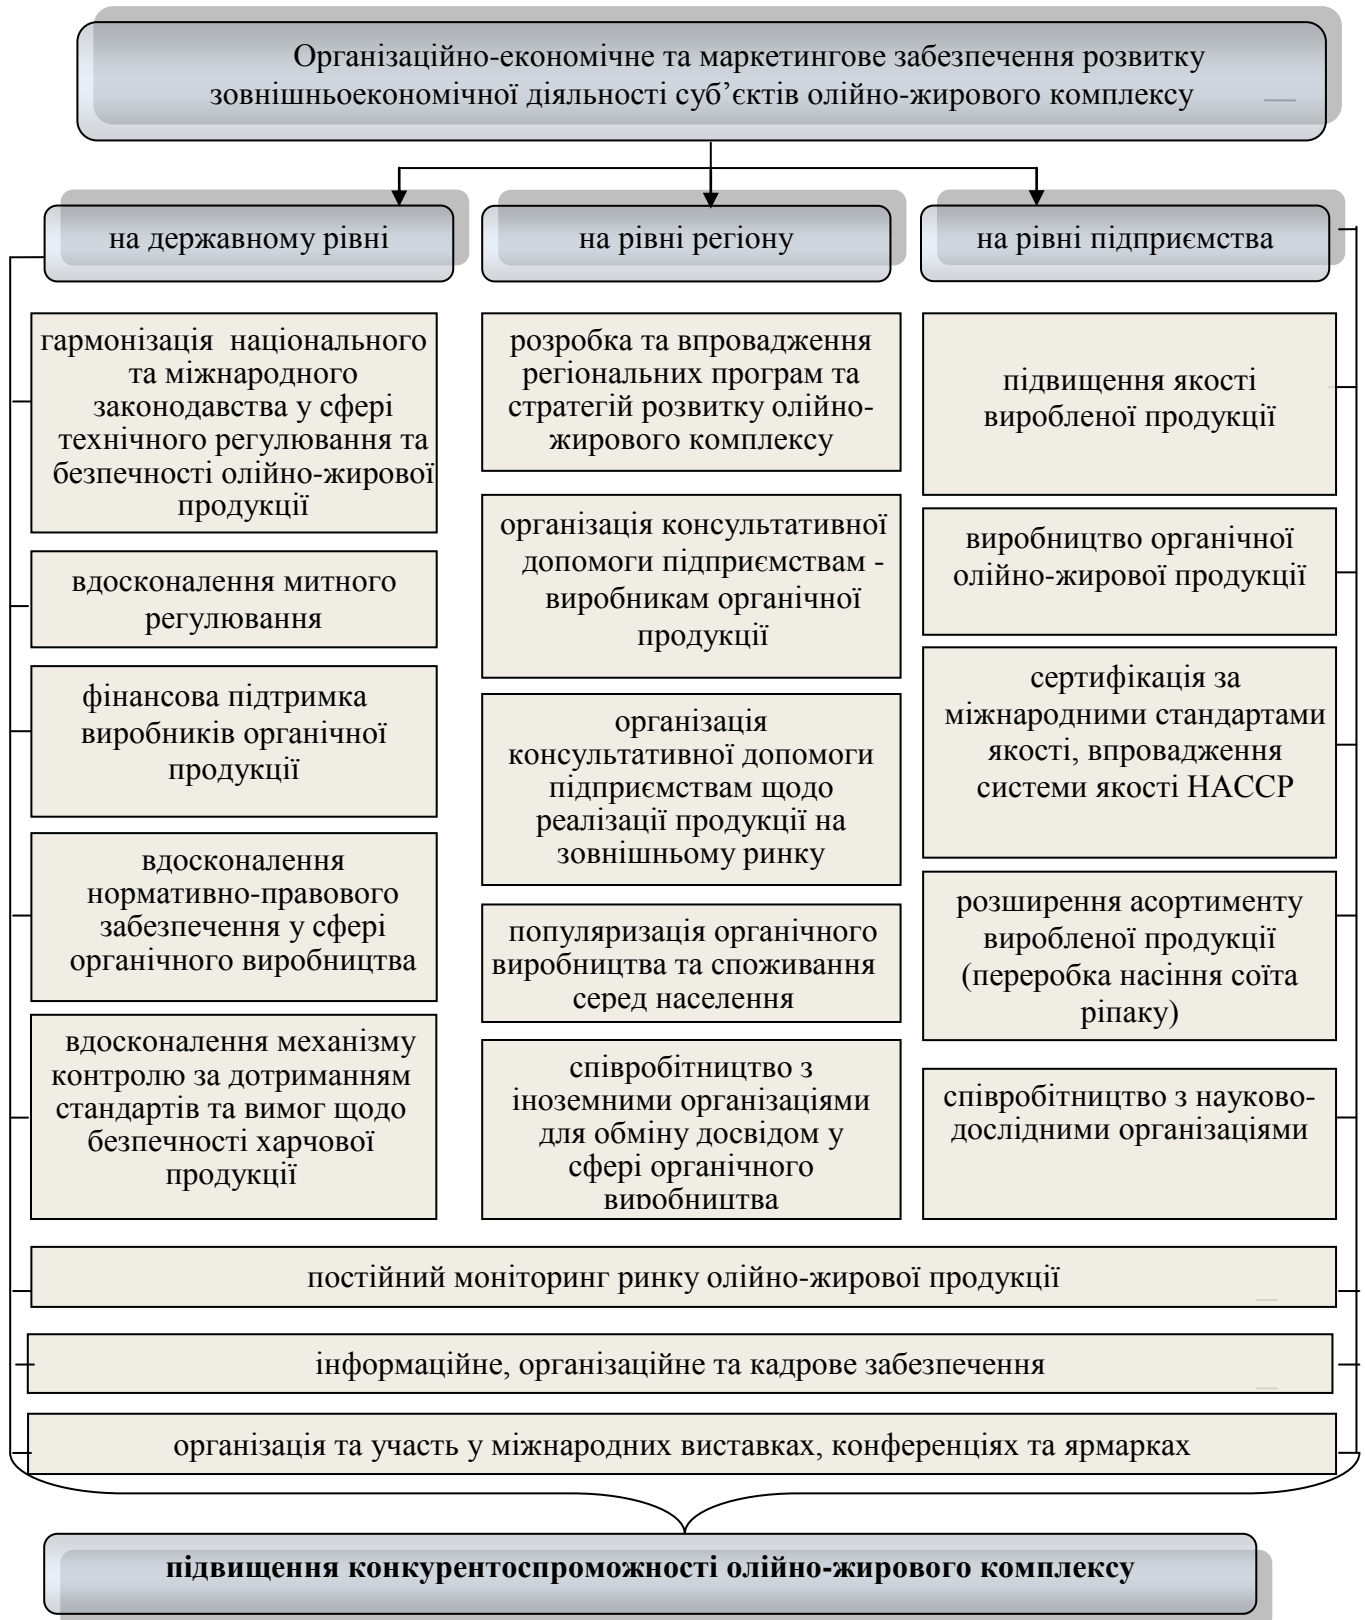 Організаційно-економічне та маркетингове забезпечення розвитку
зовнішньоекономічної діяльності суб’єктів олійно-жирового комплексу
на державному рівні
на рівні регіону
на рівні підприємства
гармонізація національного
та міжнародного
законодавства у сфері
технічного регулювання та
безпечності олійно-жирової
продукції
вдосконалення митного
регулювання
фінансова підтримка
виробників органічної
продукції
вдосконалення
нормативно-правового
забезпечення у сфері
органічного виробництва
вдосконалення механізму
контролю за дотриманням
стандартів та вимог щодо
безпечності харчової
продукції
розробка та впровадження
регіональних програм та
стратегій розвитку олійно-
жирового комплексу
організація консультативної
допомоги підприємствам -
виробникам органічної
продукції
організація
консультативної допомоги
підприємствам щодо
реалізації продукції на
зовнішньому ринку
популяризація органічного
виробництва та споживання
серед населення
співробітництво з
іноземними організаціями
для обміну досвідом у
сфері органічного
виробництва
підвищення якості
виробленої продукції
виробництво органічної
олійно-жирової продукції
сертифікація за
міжнародними стандартами
якості, впровадження
системи якості НАССР
розширення асортименту
виробленої продукції
(переробка насіння соїта
ріпаку)
співробітництво з науково-
дослідними організаціями
постійний моніторинг ринку олійно-жирової продукції
інформаційне, організаційне та кадрове забезпечення
організація та участь у міжнародних виставках, конференціях та ярмарках
підвищення конкурентоспроможності олійно-жирового комплексу